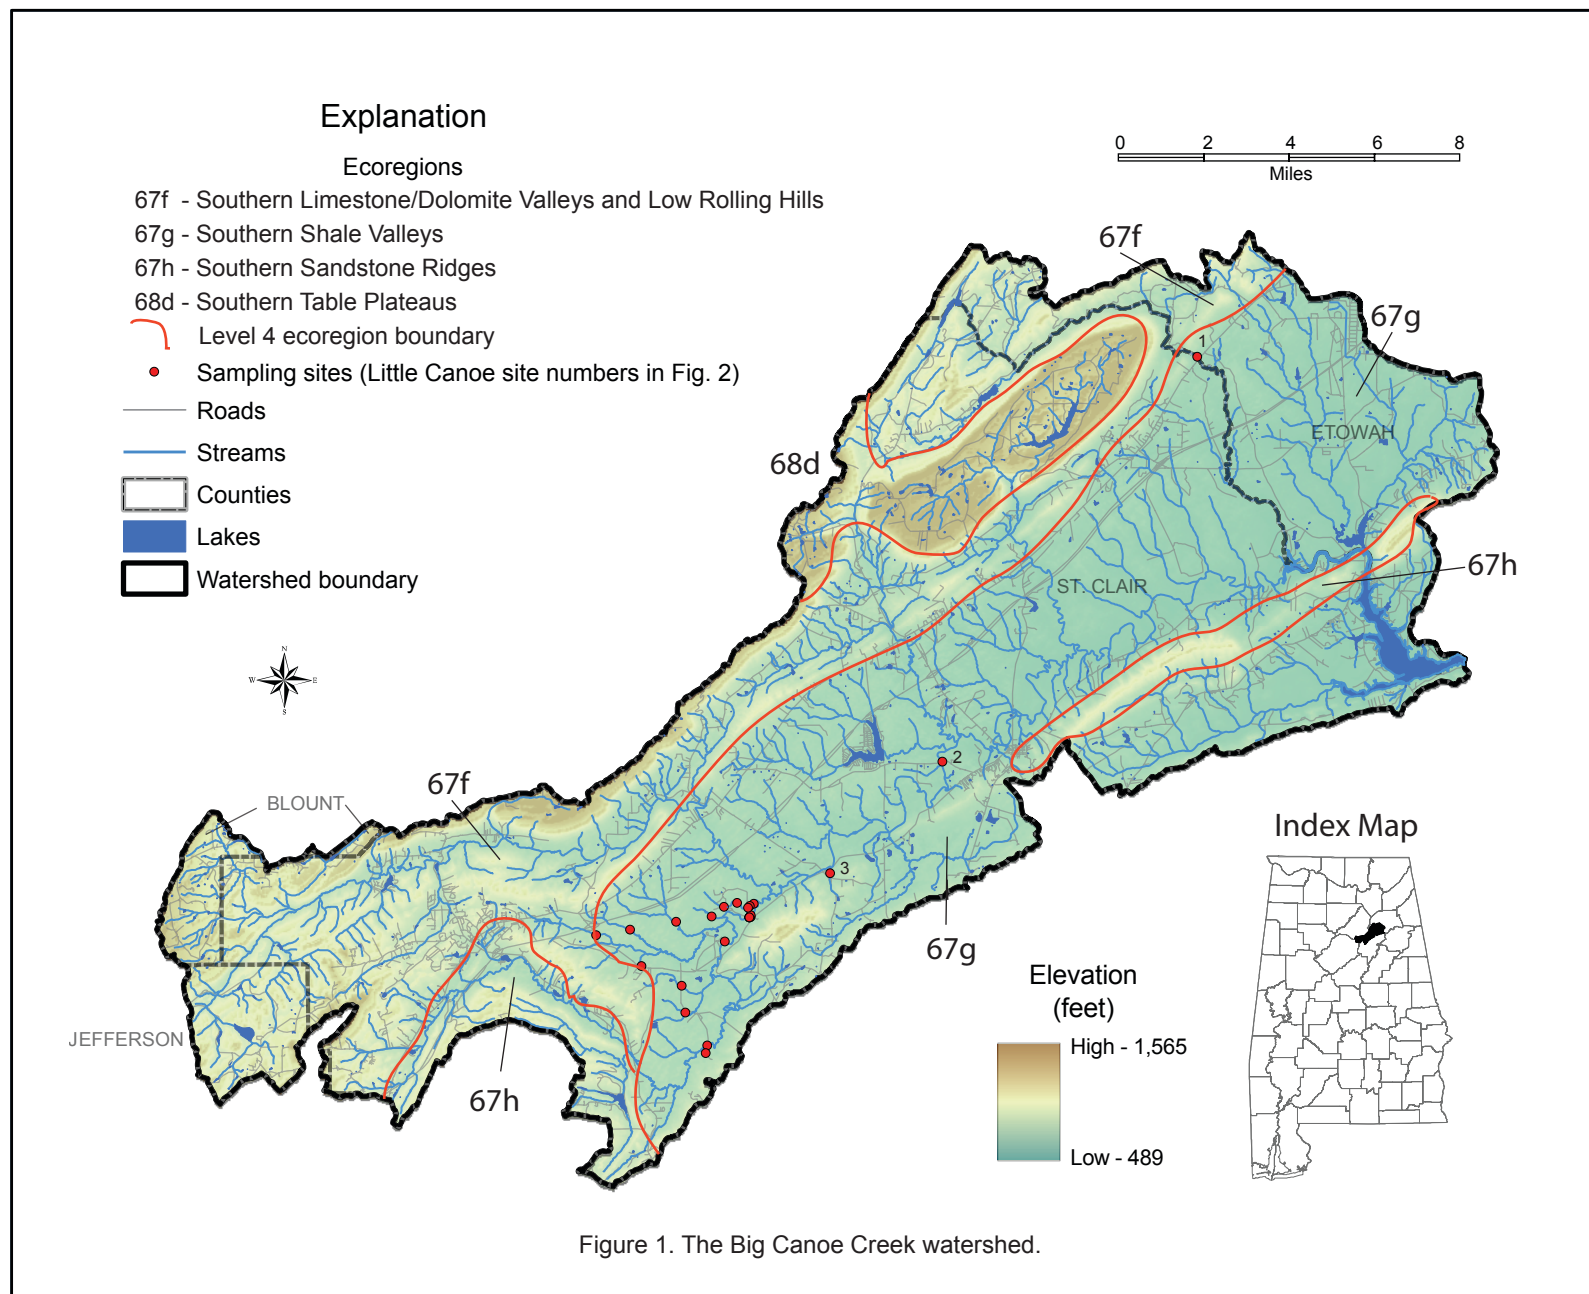 Explanation
Ecoregions
67f - Southern Limestone/Dolomite Valleys and Low Rolling Hills
67g - Southern Shale Valleys
67h - Southern Sandstone Ridges
68d - Southern Table Plateaus
Level 4 ecoregion boundary
Sampling sites (Little Canoe site numbers in Fig. 2)
Roads
Streams
Counties
Lakes
Watershed boundary
0 2 4 6 8
Miles
67f
67g
1
ETOWAH
68d
67h
ST. CLAIR
N
W E
S
2
67f
BLOUNT
3
67g
JEFFERSON
67h
Index Map
Elevation
(feet)
High - 1,565
Low - 489
Figure 1. The Big Canoe Creek watershed.